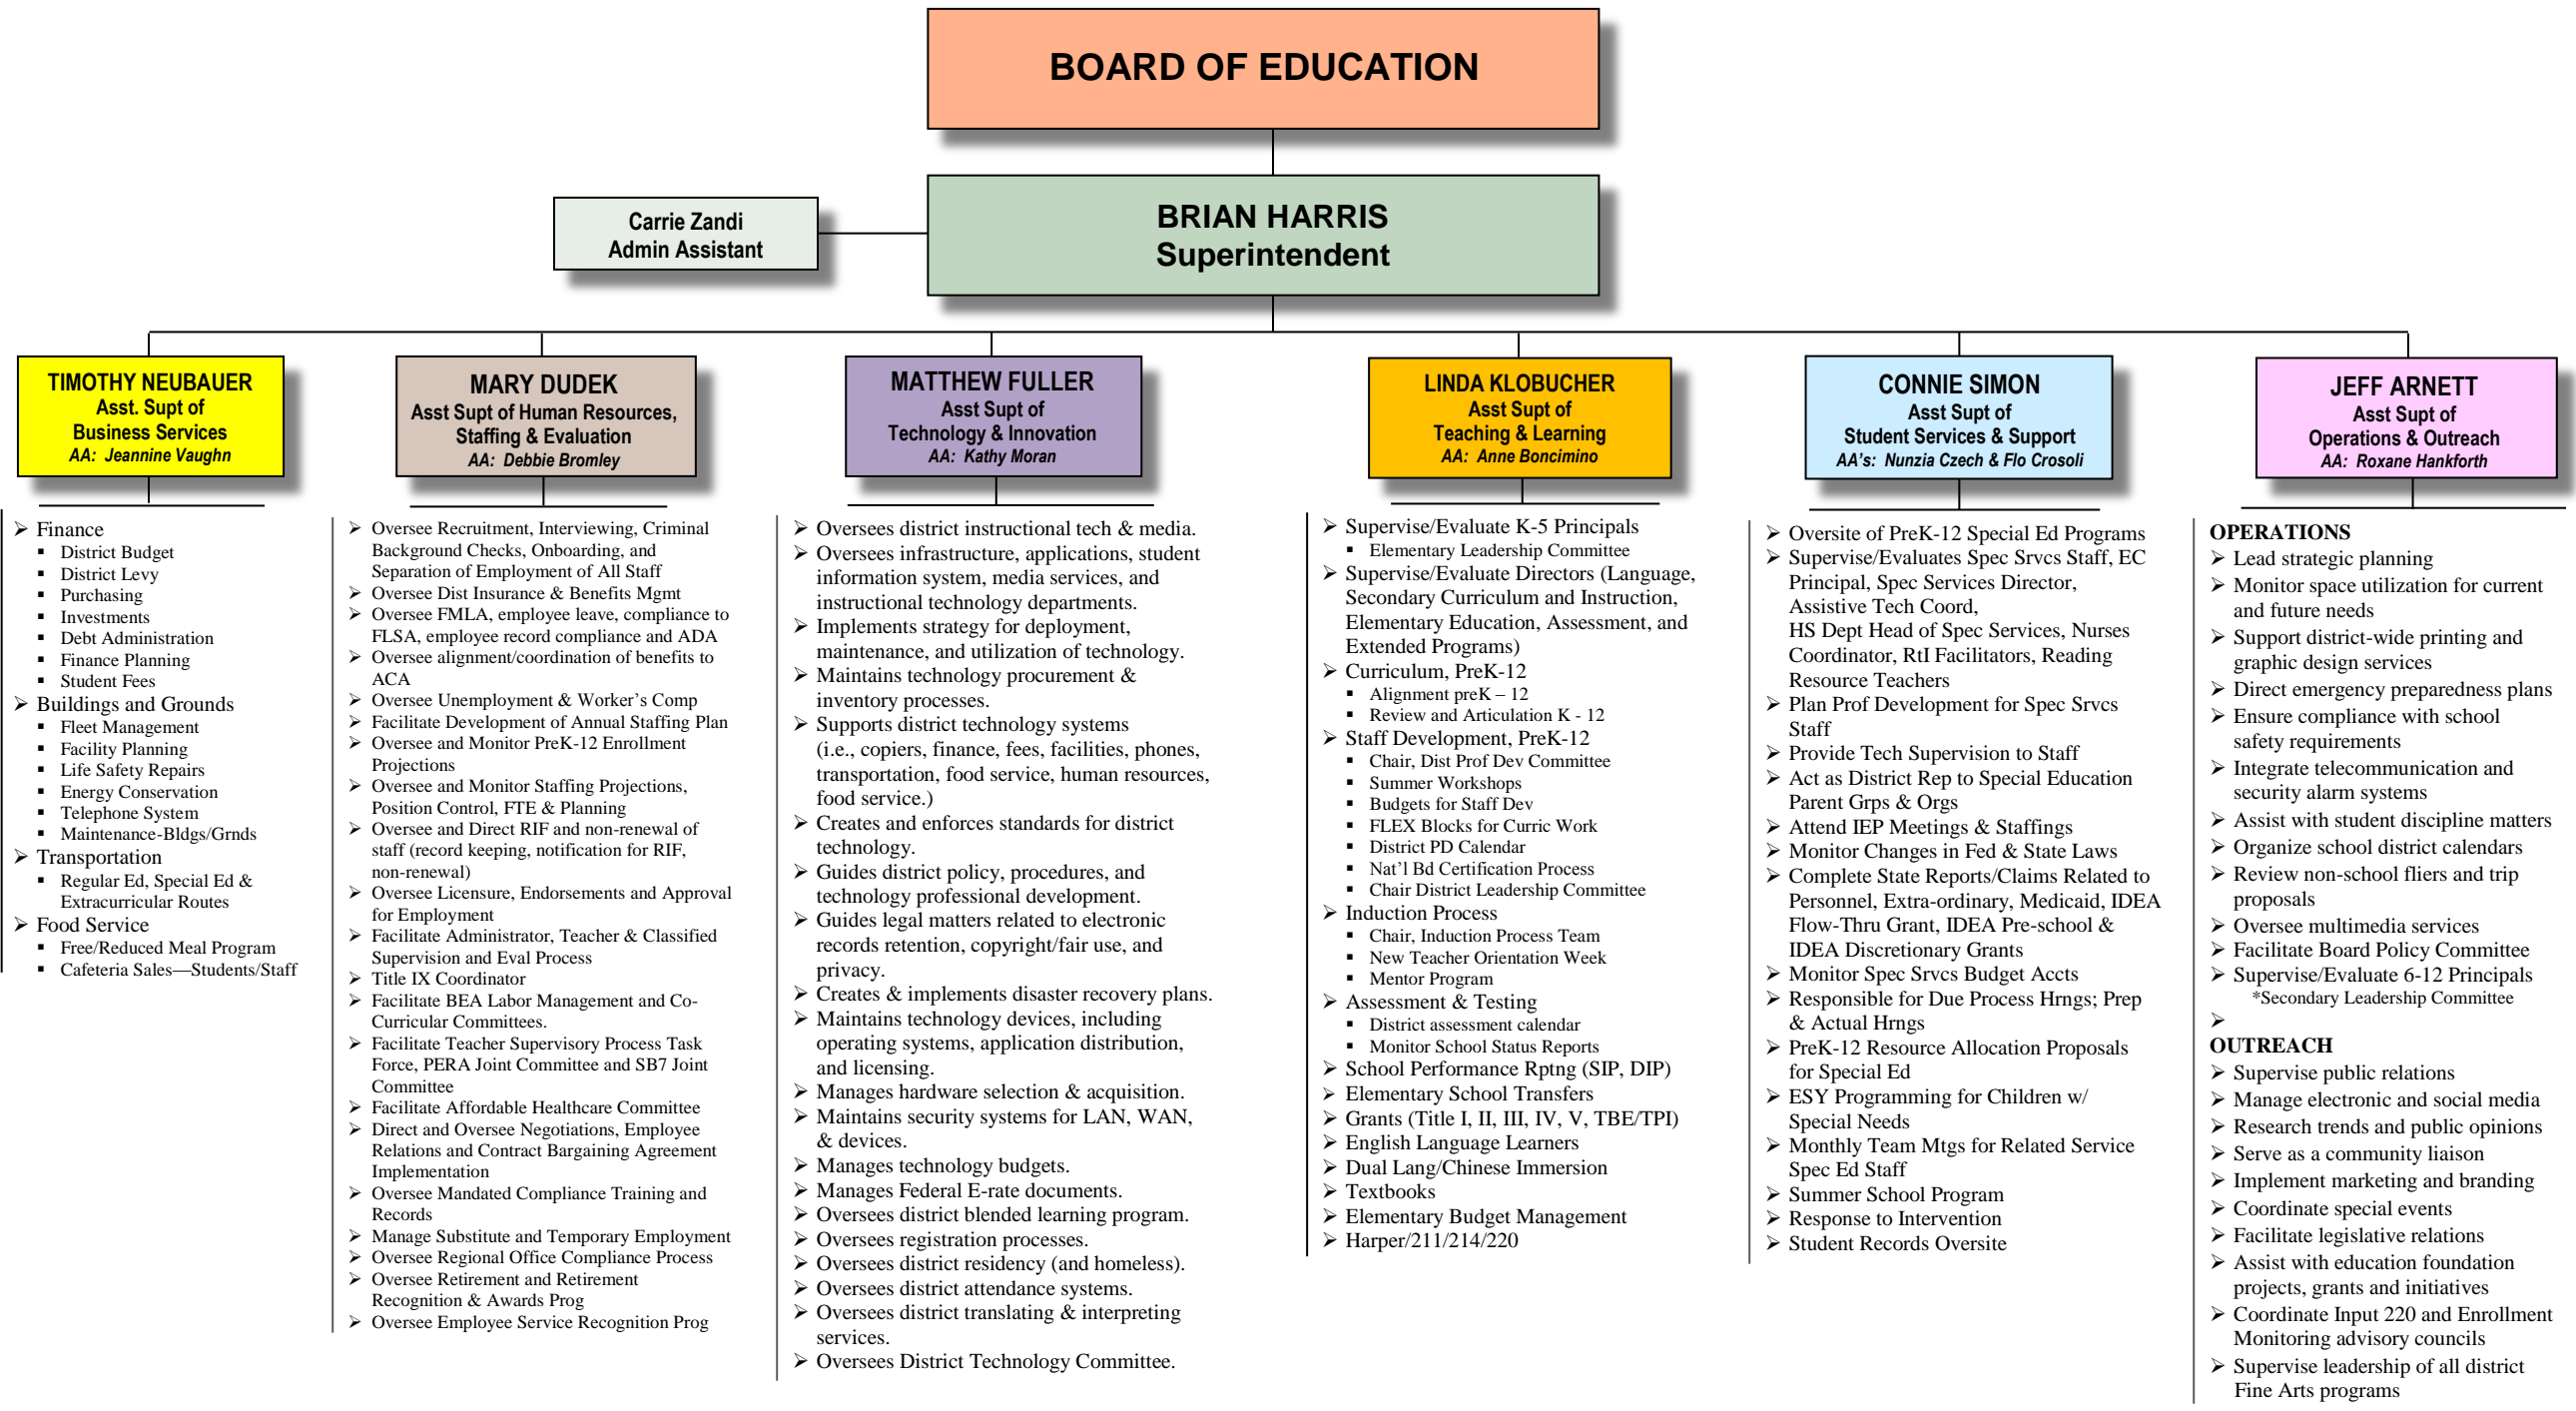 BOARD OF EDUCATION
BRIAN HARRIS
Superintendent
Carrie Zandi
Admin Assistant
TIMOTHY NEUBAUER
Asst. Supt of
Business Services
AA: Jeannine Vaughn
➢ Finance
▪ District Budget
▪ District Levy
▪ Purchasing
▪ Investments
▪ Debt Administration
▪ Finance Planning
▪ Student Fees
➢ Buildings and Grounds
▪ Fleet Management
▪ Facility Planning
▪ Life Safety Repairs
▪ Energy Conservation
▪ Telephone System
▪ Maintenance-Bldgs/Grnds
➢ Transportation
▪ Regular Ed, Special Ed &
Extracurricular Routes
➢ Food Service
▪ Free/Reduced Meal Program
▪ Cafeteria Sales—Students/Staff
MARY DUDEK
Asst Supt of Human Resources,
Staffing & Evaluation
AA: Debbie Bromley
➢ Oversee Recruitment, Interviewing, Criminal
Background Checks, Onboarding, and
Separation of Employment of All Staff
➢ Oversee Dist Insurance & Benefits Mgmt
➢ Oversee FMLA, employee leave, compliance to
FLSA, employee record compliance and ADA
➢ Oversee alignment/coordination of benefits to
ACA
➢ Oversee Unemployment & Worker's Comp
➢ Facilitate Development of Annual Staffing Plan
➢ Oversee and Monitor PreK-12 Enrollment
Projections
➢ Oversee and Monitor Staffing Projections,
Position Control, FTE & Planning
➢ Oversee and Direct RIF and non-renewal of
staff (record keeping, notification for RIF,
non-renewal)
➢ Oversee Licensure, Endorsements and Approval
for Employment
➢ Facilitate Administrator, Teacher & Classified
Supervision and Eval Process
➢ Title IX Coordinator
➢ Facilitate BEA Labor Management and Co-
Curricular Committees.
➢ Facilitate Teacher Supervisory Process Task
Force, PERA Joint Committee and SB7 Joint
Committee
➢ Facilitate Affordable Healthcare Committee
➢ Direct and Oversee Negotiations, Employee
Relations and Contract Bargaining Agreement
Implementation
➢ Oversee Mandated Compliance Training and
Records
➢ Manage Substitute and Temporary Employment
➢ Oversee Regional Office Compliance Process
➢ Oversee Retirement and Retirement
Recognition & Awards Prog
➢ Oversee Employee Service Recognition Prog
MATTHEW FULLER
Asst Supt of
Technology & Innovation
AA: Kathy Moran
➢ Oversees district instructional tech & media.
➢ Oversees infrastructure, applications, student
information system, media services, and
instructional technology departments.
➢ Implements strategy for deployment,
maintenance, and utilization of technology.
➢ Maintains technology procurement &
inventory processes.
➢ Supports district technology systems
(i.e., copiers, finance, fees, facilities, phones,
transportation, food service, human resources,
food service.)
➢ Creates and enforces standards for district
technology.
➢ Guides district policy, procedures, and
technology professional development.
➢ Guides legal matters related to electronic
records retention, copyright/fair use, and
privacy.
➢ Creates & implements disaster recovery plans.
➢ Maintains technology devices, including
operating systems, application distribution,
and licensing.
➢ Manages hardware selection & acquisition.
➢ Maintains security systems for LAN, WAN,
& devices.
➢ Manages technology budgets.
➢ Manages Federal E-rate documents.
➢ Oversees district blended learning program.
➢ Oversees registration processes.
➢ Oversees district residency (and homeless).
➢ Oversees district attendance systems.
➢ Oversees district translating & interpreting
services.
➢ Oversees District Technology Committee.
LINDA KLOBUCHER
Asst Supt of
Teaching & Learning
AA: Anne Boncimino
➢ Supervise/Evaluate K-5 Principals
▪ Elementary Leadership Committee
➢ Supervise/Evaluate Directors (Language,
Secondary Curriculum and Instruction,
Elementary Education, Assessment, and
Extended Programs)
➢ Curriculum, PreK-12
▪ Alignment preK – 12
▪ Review and Articulation K - 12
➢ Staff Development, PreK-12
▪ Chair, Dist Prof Dev Committee
▪ Summer Workshops
▪ Budgets for Staff Dev
▪ FLEX Blocks for Curric Work
▪ District PD Calendar
▪ Nat'l Bd Certification Process
▪ Chair District Leadership Committee
➢ Induction Process
▪ Chair, Induction Process Team
▪ New Teacher Orientation Week
▪ Mentor Program
➢ Assessment & Testing
▪ District assessment calendar
▪ Monitor School Status Reports
➢ School Performance Rptng (SIP, DIP)
➢ Elementary School Transfers
➢ Grants (Title I, II, III, IV, V, TBE/TPI)
➢ English Language Learners
➢ Dual Lang/Chinese Immersion
➢ Textbooks
➢ Elementary Budget Management
➢ Harper/211/214/220
CONNIE SIMON
Asst Supt of
Student Services & Support
AA's: Nunzia Czech & Flo Crosoli
➢ Oversite of PreK-12 Special Ed Programs
➢ Supervise/Evaluates Spec Srvcs Staff, EC
Principal, Spec Services Director,
Assistive Tech Coord,
HS Dept Head of Spec Services, Nurses
Coordinator, RtI Facilitators, Reading
Resource Teachers
➢ Plan Prof Development for Spec Srvcs
Staff
➢ Provide Tech Supervision to Staff
➢ Act as District Rep to Special Education
Parent Grps & Orgs
➢ Attend IEP Meetings & Staffings
➢ Monitor Changes in Fed & State Laws
➢ Complete State Reports/Claims Related to
Personnel, Extra-ordinary, Medicaid, IDEA
Flow-Thru Grant, IDEA Pre-school &
IDEA Discretionary Grants
➢ Monitor Spec Srvcs Budget Accts
➢ Responsible for Due Process Hrngs; Prep
& Actual Hrngs
➢ PreK-12 Resource Allocation Proposals
for Special Ed
➢ ESY Programming for Children w/
Special Needs
➢ Monthly Team Mtgs for Related Service
Spec Ed Staff
➢ Summer School Program
➢ Response to Intervention
➢ Student Records Oversite
JEFF ARNETT
Asst Supt of
Operations & Outreach
AA: Roxane Hankforth
OPERATIONS
➢ Lead strategic planning
➢ Monitor space utilization for current
and future needs
➢ Support district-wide printing and
graphic design services
➢ Direct emergency preparedness plans
➢ Ensure compliance with school
safety requirements
➢ Integrate telecommunication and
security alarm systems
➢ Assist with student discipline matters
➢ Organize school district calendars
➢ Review non-school fliers and trip
proposals
➢ Oversee multimedia services
➢ Facilitate Board Policy Committee
➢ Supervise/Evaluate 6-12 Principals
*Secondary Leadership Committee
➢
OUTREACH
➢ Supervise public relations
➢ Manage electronic and social media
➢ Research trends and public opinions
➢ Serve as a community liaison
➢ Implement marketing and branding
➢ Coordinate special events
➢ Facilitate legislative relations
➢ Assist with education foundation
projects, grants and initiatives
➢ Coordinate Input 220 and Enrollment
Monitoring advisory councils
➢ Supervise leadership of all district
Fine Arts programs